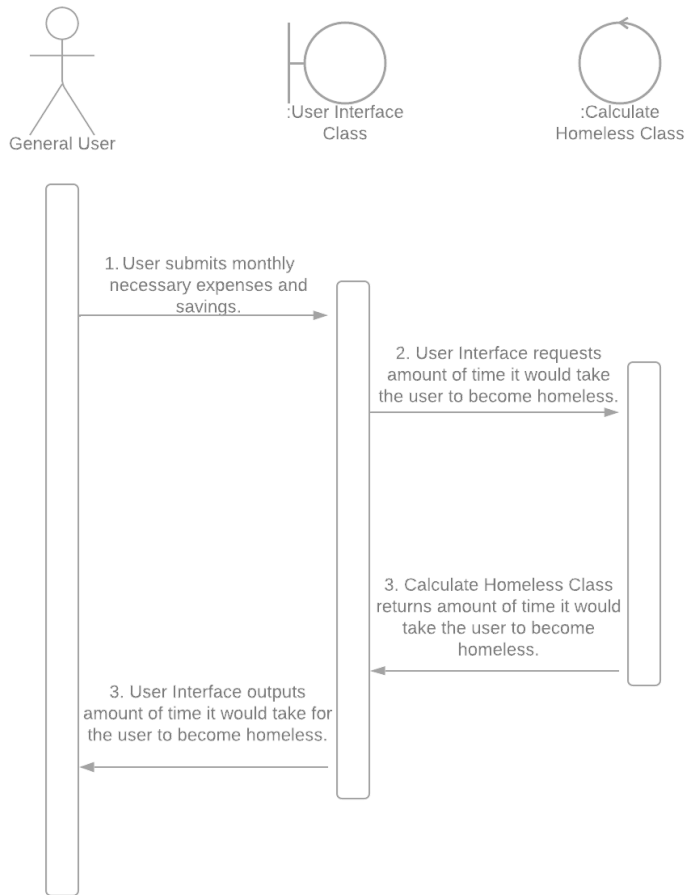 General User
:User Interface
Class
:Calculate
Homeless Class
1. User submits monthly
necessary expenses and
savings.
2. User Interface requests
amount of time it would take
the user to become homeless.
3. Calculate Homeless Class
returns amount of time it would
take the user to become
homeless.
3. User Interface outputs
amount of time it would take for
the user to become homeless.